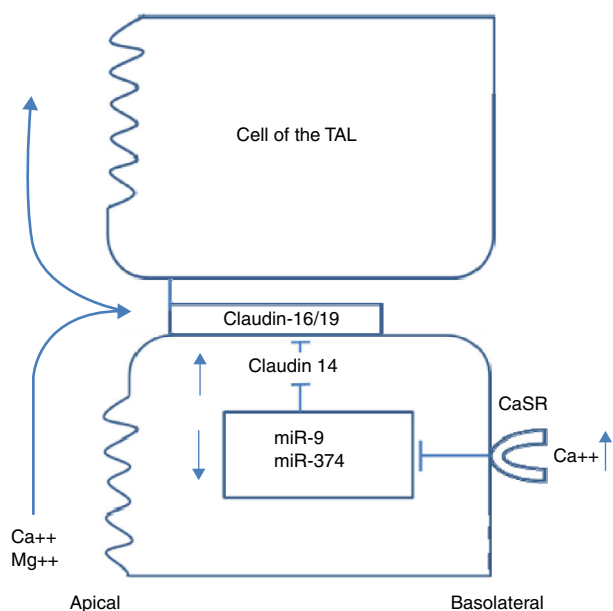 Cell of the TAL
Claudin-16/19
Claudin 14
CaSR
miR-9
miR-374
Ca++
Ca++
Mg++
Apical
Basolateral